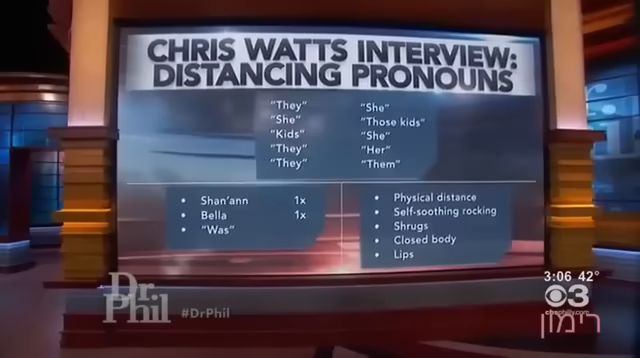 CHRIS WATTS INTERVIEW:
DISTANCING PRONOUNS
"They"
"She"
"Kids"
"They"
"They"
"She"
"Those kids"
"She"
"Her"
"Them"
• Shan'ann 1x
• Bella 1x
• "Was"
• Physical distance
• Self-soothing rocking
• Shrugs
• Closed body
• Lips
Dr. Phil
#DrPhil
3:06 42°
3
cbsphilly.com
רימון